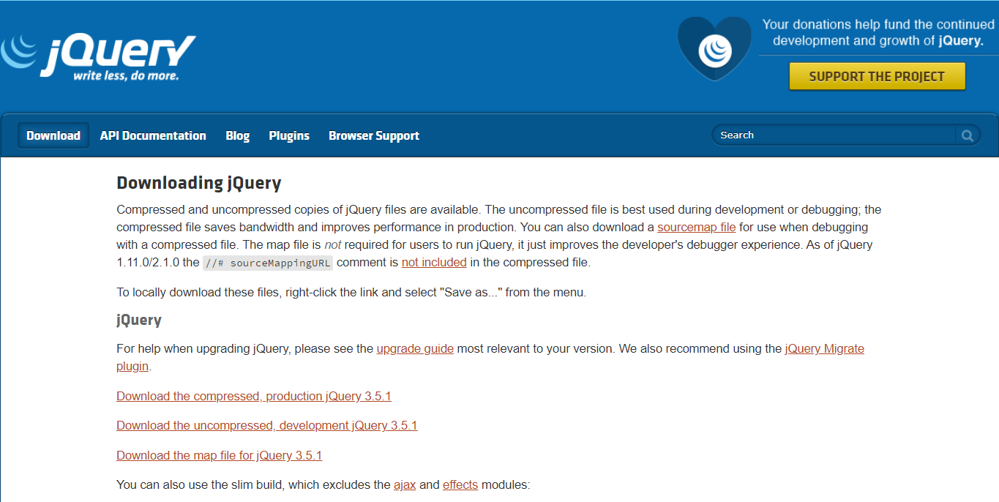 jQuery
write less, do more.
Your donations help fund the continued
development and growth of jQuery.
SUPPORT THE PROJECT
Download API Documentation Blog Plugins Browser Support Search
Downloading jQuery
Compressed and uncompressed copies of jQuery files are available. The uncompressed file is best used during development or debugging; the
compressed file saves bandwidth and improves performance in production. You can also download a sourcemap file for use when debugging
with a compressed file. The map file is not required for users to run jQuery, it just improves the developer's debugger experience. As of jQuery
1.11.0/2.1.0 the //# sourceMappingURL comment is not included in the compressed file.
To locally download these files, right-click the link and select "Save as..." from the menu.
jQuery
For help when upgrading jQuery, please see the upgrade guide most relevant to your version. We also recommend using the jQuery Migrate
plugin.
Download the compressed, production jQuery 3.5.1
Download the uncompressed, development jQuery 3.5.1
Download the map file for jQuery 3.5.1
You can also use the slim build, which excludes the ajax and effects modules: